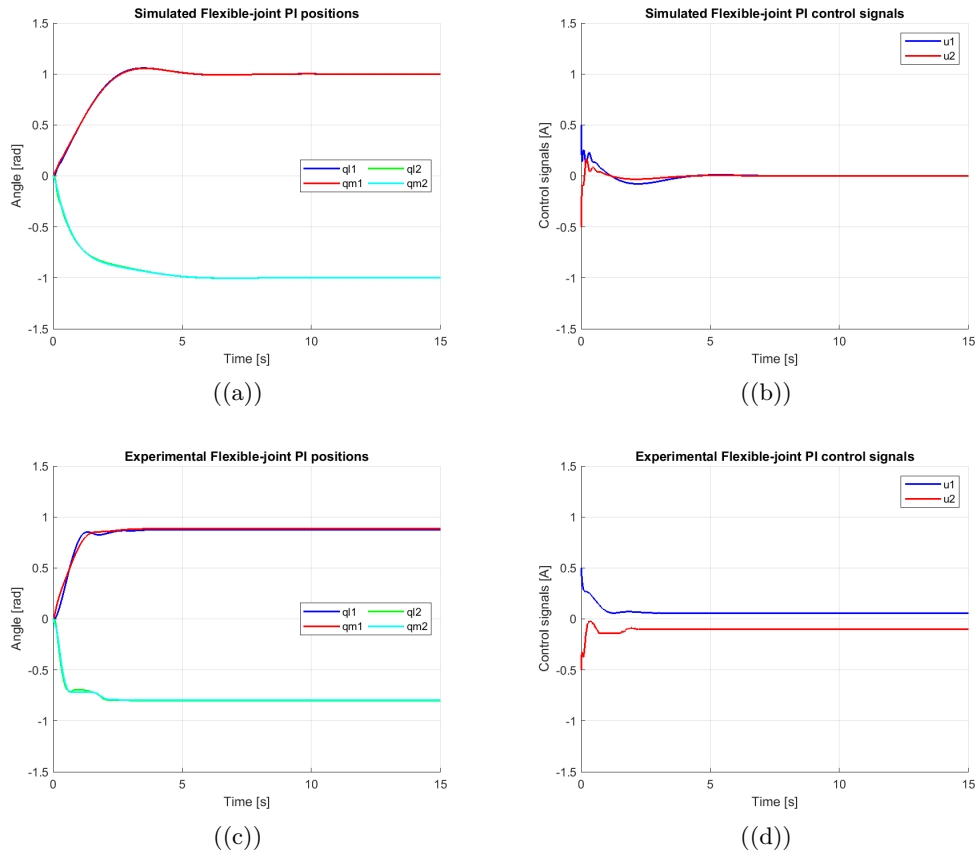 Simulated Flexible-joint PI positions
1.5
1
0.5
0
-0.5
-1
-1.5
Angle [rad]
ql1 ql2
qm1 qm2
0 5 10 15
Time [s]
((a))
Simulated Flexible-joint PI control signals
1.5
1
0.5
0
-0.5
-1
-1.5
Control signals [A]
u1
u2
0 5 10 15
Time [s]
((b))
Experimental Flexible-joint PI positions
1.5
1
0.5
0
-0.5
-1
-1.5
Angle [rad]
ql1 ql2
qm1 qm2
0 5 10 15
Time [s]
((c))
Experimental Flexible-joint PI control signals
1.5
1
0.5
0
-0.5
-1
-1.5
Control signals [A]
u1
u2
0 5 10 15
Time [s]
((d))